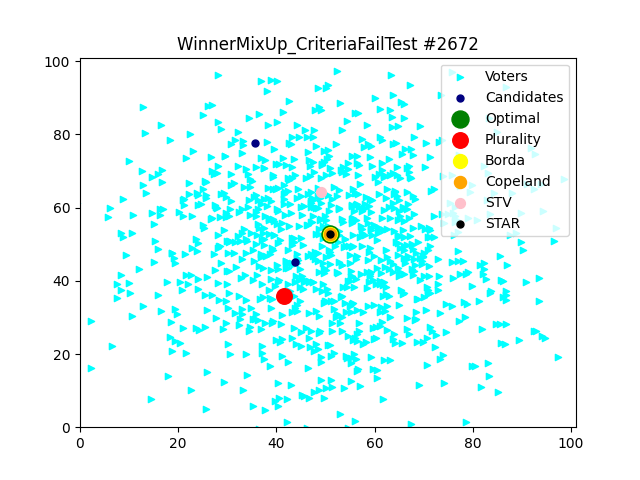 WinnerMixUp_CriteriaFailTest #2672
100
80
60
40
20
0
0 20 40 60 80 100
Voters
Candidates
Optimal
Plurality
Borda
Copeland
STV
STAR